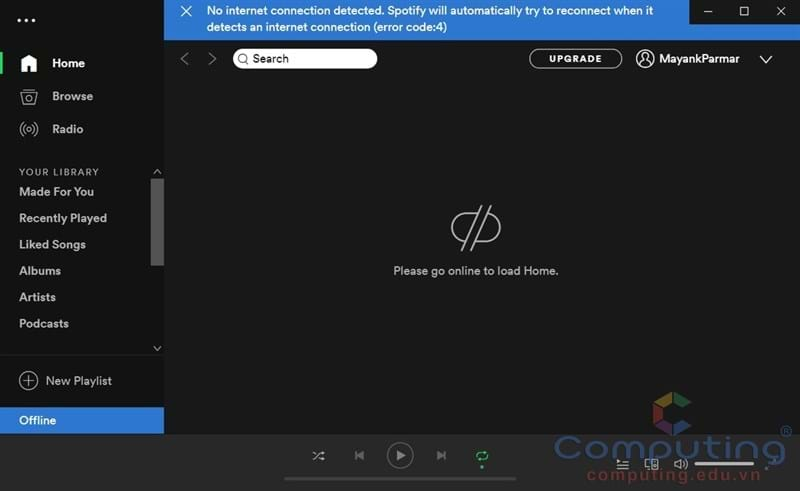 No internet connection detected. Spotify will automatically try to reconnect when it
detects an internet connection (error code:4)
Search
UPGRADE
MayankParmar
Home
Browse
Radio
YOUR LIBRARY
Made For You
Recently Played
Liked Songs
Albums
Artists
Podcasts
New Playlist
Offline
Please go online to load Home.
Computing®
computing.edu.vn